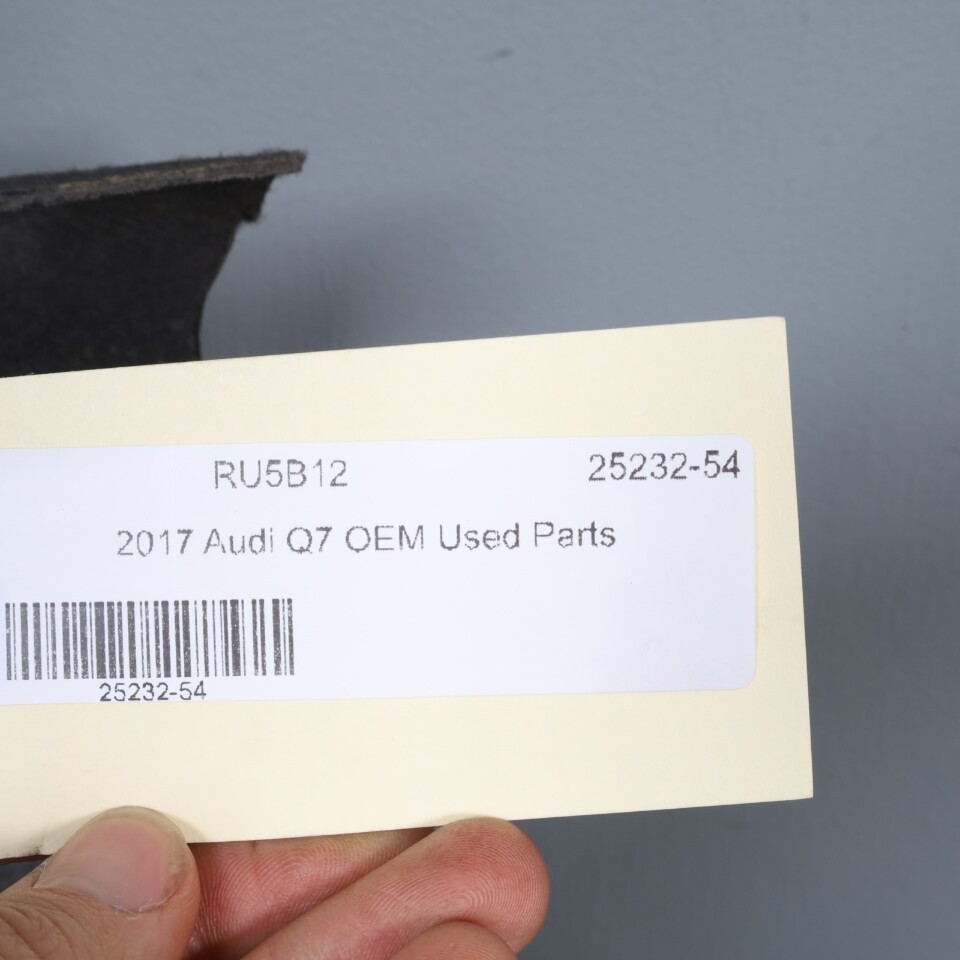 RU5B12 25232-54
2017 Audi Q7 OEM Used Parts
25232-54